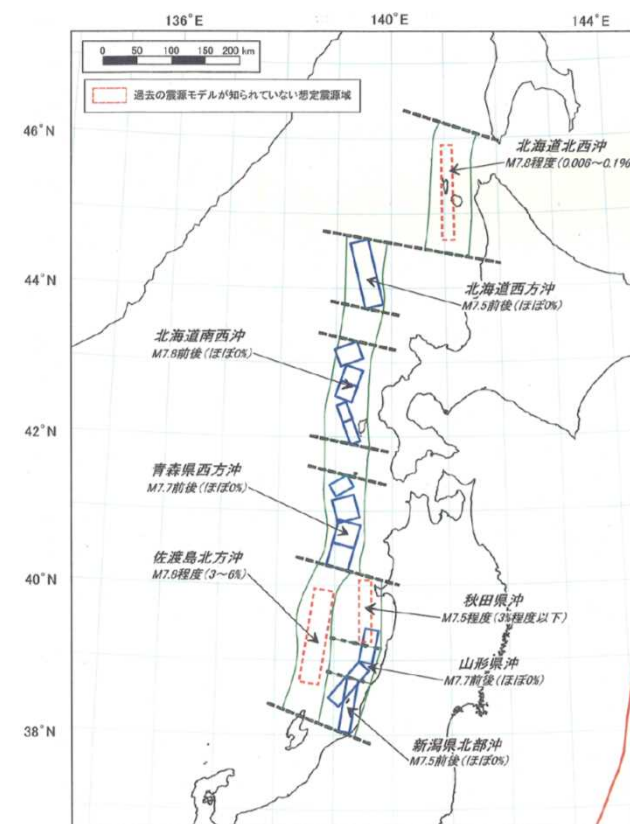 136°E 140°E 144°E
0 50 100 150 200 km
過去の震源モデルが知られていない想定震源域
46°N
北海道北西沖
M7.8程度(0.006～0.1%
44°N
北海道西方沖
M7.5前後(ほぼ0%)
北海道南西沖
M7.8前後(ほぼ0%)
42°N
青森県西方沖
M7.7前後(ほぼ0%)
佐渡島北方沖
M7.8程度(3～6%)
40°N
秋田県沖
M7.5程度(3%程度以下)
山形県沖
M7.7前後(ほぼ0%)
38°N
新潟県北部沖
M7.5前後(ほぼ0%)